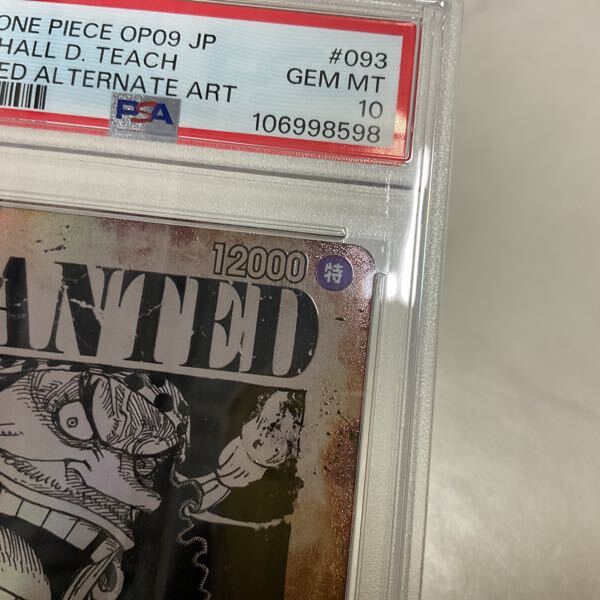 ONE PIECE OP09 JP #093
HALL D. TEACH GEM MT
ED ALTERNATE ART 10
PSA 106998598
12000 特
ANTED